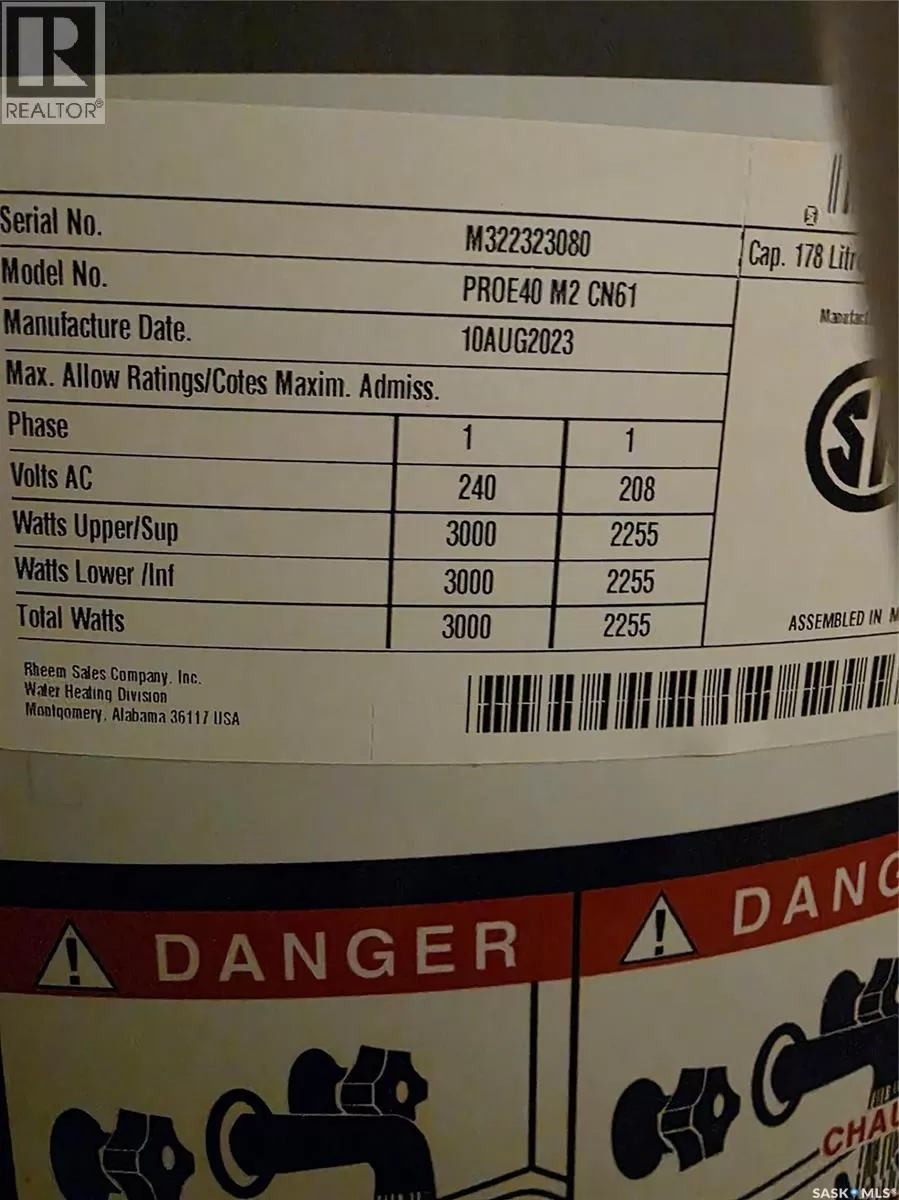 R
REALTOR®
Serial No. M322323080
Cap. 178 Litr
Model No. PROE40 M2 CN61
Manufacture Date. 10AUG2023
Manufact
Max. Allow Ratings/Cotes Maxim. Admiss.
Phase 1 1
Volts AC 240 208
Watts Upper/Sup 3000 2255
Watts Lower /Inf 3000 2255
Total Watts 3000 2255
ASSEMBLED IN M
Rheem Sales Company, Inc.
Water Heating Division
Montgomery, Alabama 36117 USA
DANGER
DANG
CHAU
SASK MLS®